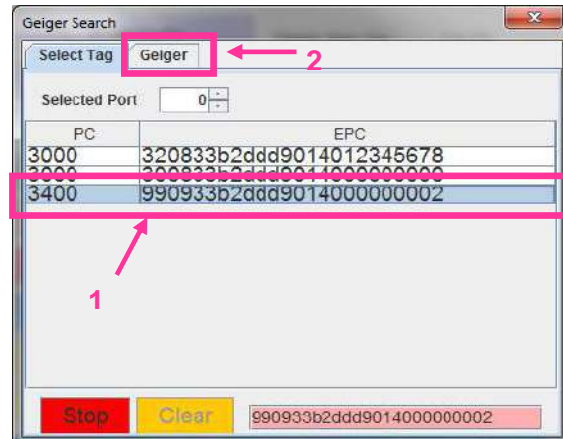 Geiger Search
Select Tag Geiger 2
Selected Port 0
PC EPC
3000 320833b2ddd9014012345678
3000
3400 990933b2ddd9014000000002
1
Stop Clear 990933b2ddd9014000000002